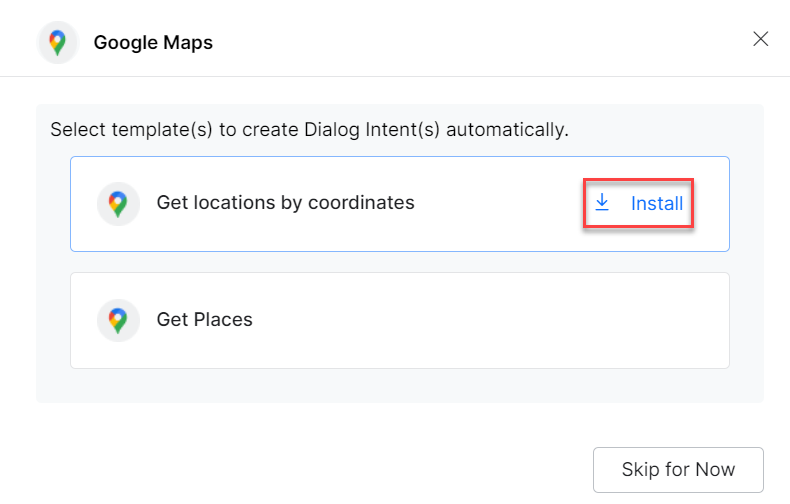 Google Maps
Select template(s) to create Dialog Intent(s) automatically.
Get locations by coordinates
Install
Get Places
Skip for Now